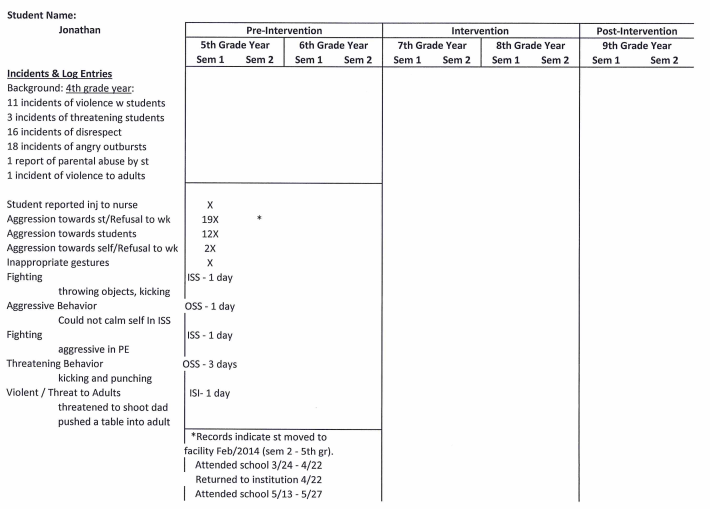 Student Name:
Jonathan
Pre-Intervention Intervention Post-Intervention
5th Grade Year 6th Grade Year 7th Grade Year 8th Grade Year 9th Grade Year
Sem 1 Sem 2 Sem 1 Sem 2 Sem 1 Sem 2 Sem 1 Sem 2 Sem 1 Sem 2
Incidents & Log Entries
Background: 4th grade year:
11 incidents of violence w students
3 incidents of threatening students
16 incidents of disrespect
18 incidents of angry outbursts
1 report of parental abuse by st
1 incident of violence to adults
Student reported inj to nurse X
Aggression towards st/Refusal to wk 19X *
Aggression towards students 12X
Aggression towards self/Refusal to wk 2X
Inappropriate gestures X
Fighting ISS - 1 day
throwing objects, kicking
Aggressive Behavior OSS - 1 day
Could not calm self In ISS
Fighting ISS - 1 day
aggressive in PE
Threatening Behavior OSS - 3 days
kicking and punching
Violent / Threat to Adults ISI- 1 day
threatened to shoot dad
pushed a table into adult
*Records indicate st moved to
facility Feb/2014 (sem 2 - 5th gr).
Attended school 3/24 - 4/22
Returned to institution 4/22
Attended school 5/13 - 5/27